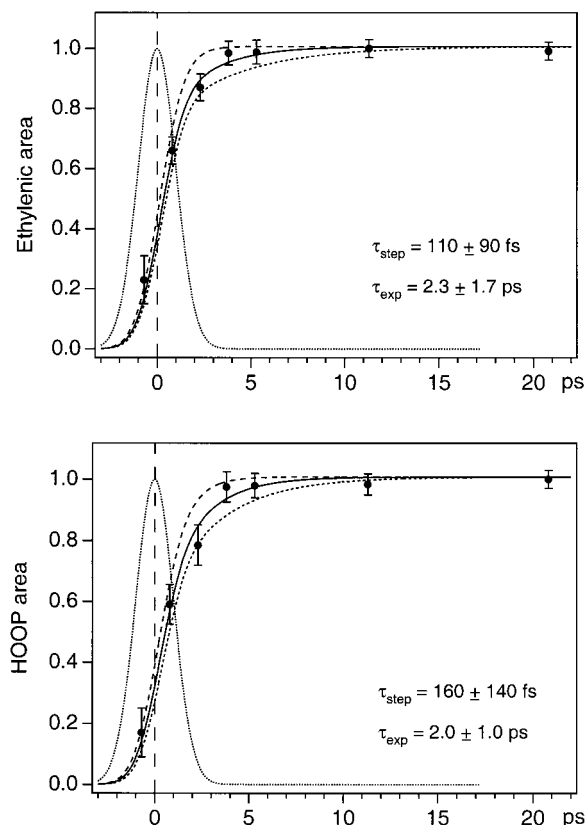 Ethylenic area
1.0
0.8
0.6
0.4
0.2
0.0
τstep = 110 ± 90 fs
τexp = 2.3 ± 1.7 ps
0 5 10 15 20 ps
HOOP area
1.0
0.8
0.6
0.4
0.2
0.0
τstep = 160 ± 140 fs
τexp = 2.0 ± 1.0 ps
0 5 10 15 20 ps